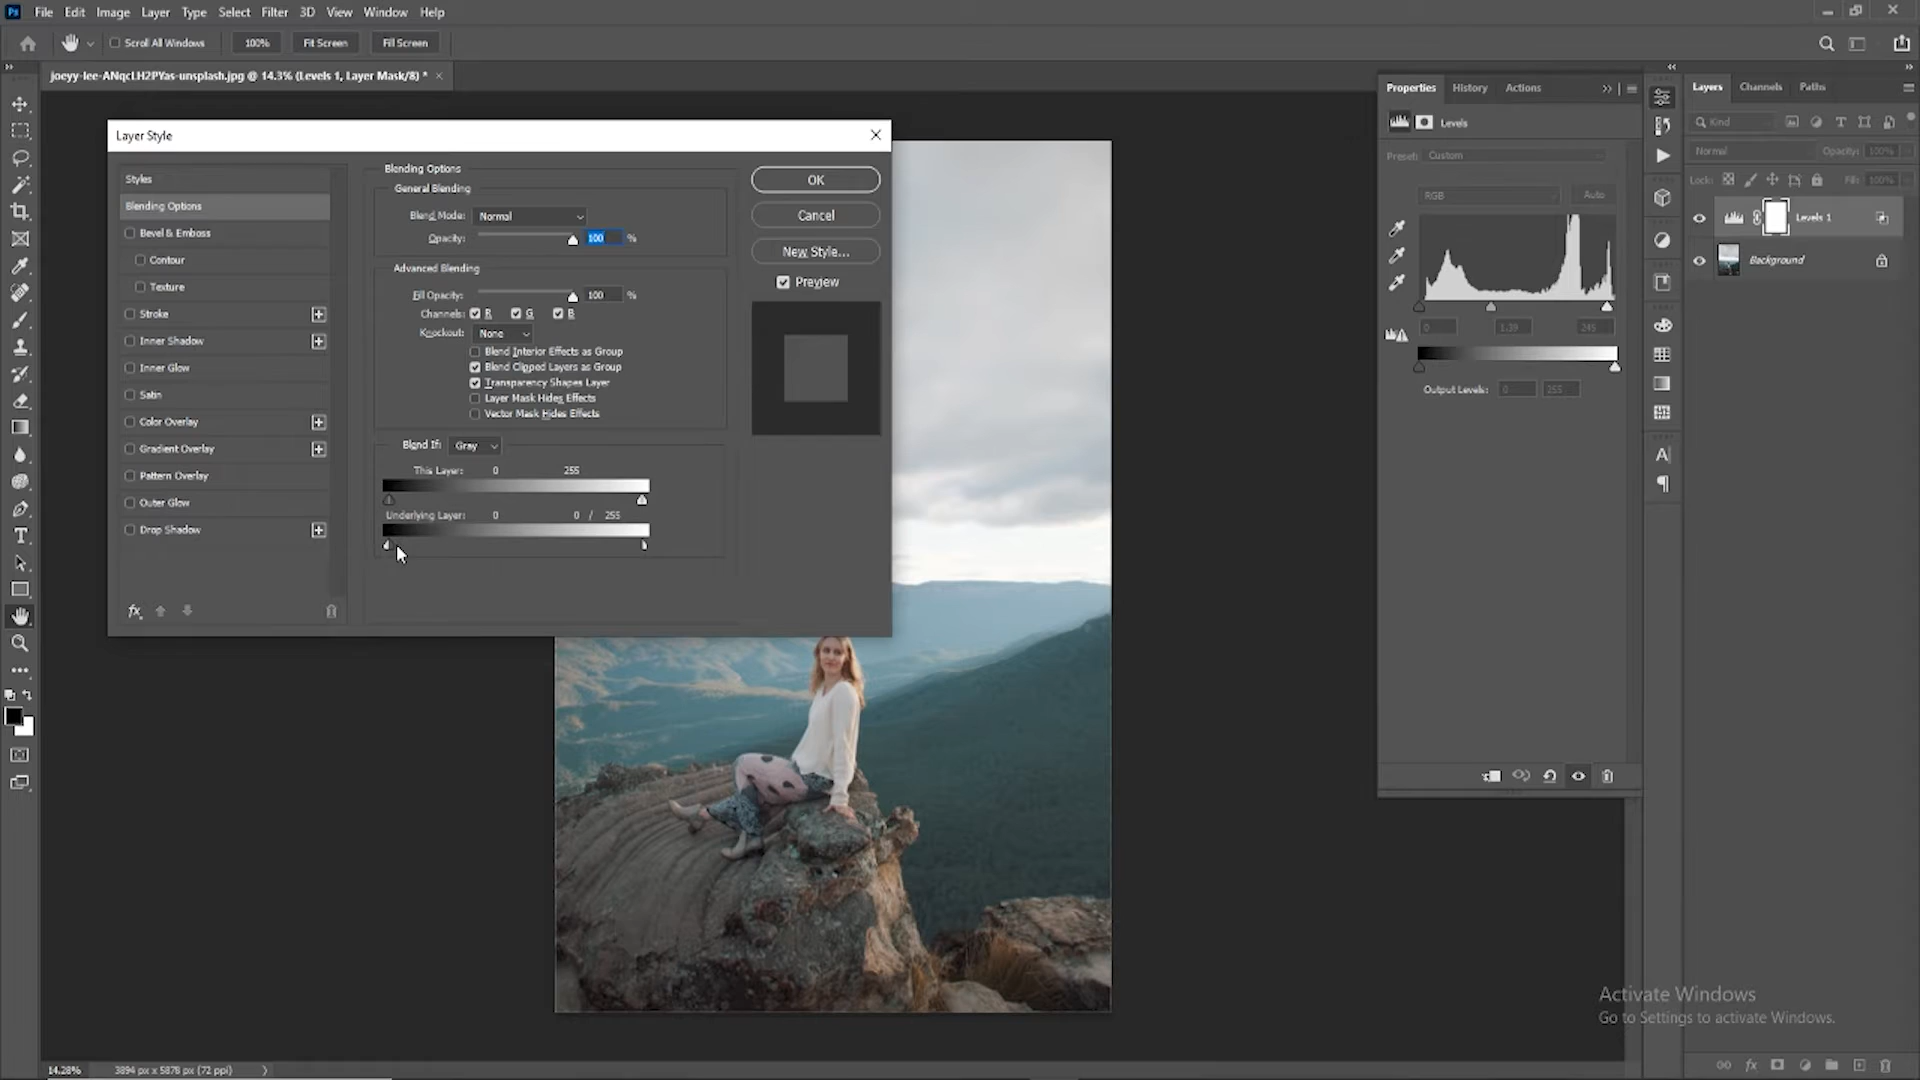 Ps File Edit Image Layer Type Select Filter 3D View Window Help
Scroll All Windows 100% Fit Screen Fill Screen
joeyy-lee-ANqcLH2PYas-unsplash.jpg @ 14.3% (Levels 1, Layer Mask/8) *
Layer Style
Styles
Blending Options
Bevel & Emboss
Contour
Texture
Stroke
Inner Shadow
Inner Glow
Satin
Color Overlay
Gradient Overlay
Pattern Overlay
Outer Glow
Drop Shadow
fx
Blending Options
General Blending
Blend Mode: Normal
Opacity: 100 %
Advanced Blending
Fill Opacity: 100 %
Channels: R G B
Knockout: None
Blend Interior Effects as Group
Blend Clipped Layers as Group
Transparency Shapes Layer
Layer Mask Hides Effects
Vector Mask Hides Effects
Blend If: Gray
This Layer: 0 255
Underlying Layer: 0 0 / 255
OK
Cancel
New Style...
Preview
Properties History Actions
Levels
Preset: Custom
RGB Auto
0 1.39 245
Output Levels: 0 255
Layers Channels Paths
Kind
Normal Opacity: 100%
Lock: Fill: 100%
Levels 1
Background
Activate Windows
Go to Settings to activate Windows.
14.28% 3894 px x 5878 px (72 ppi)